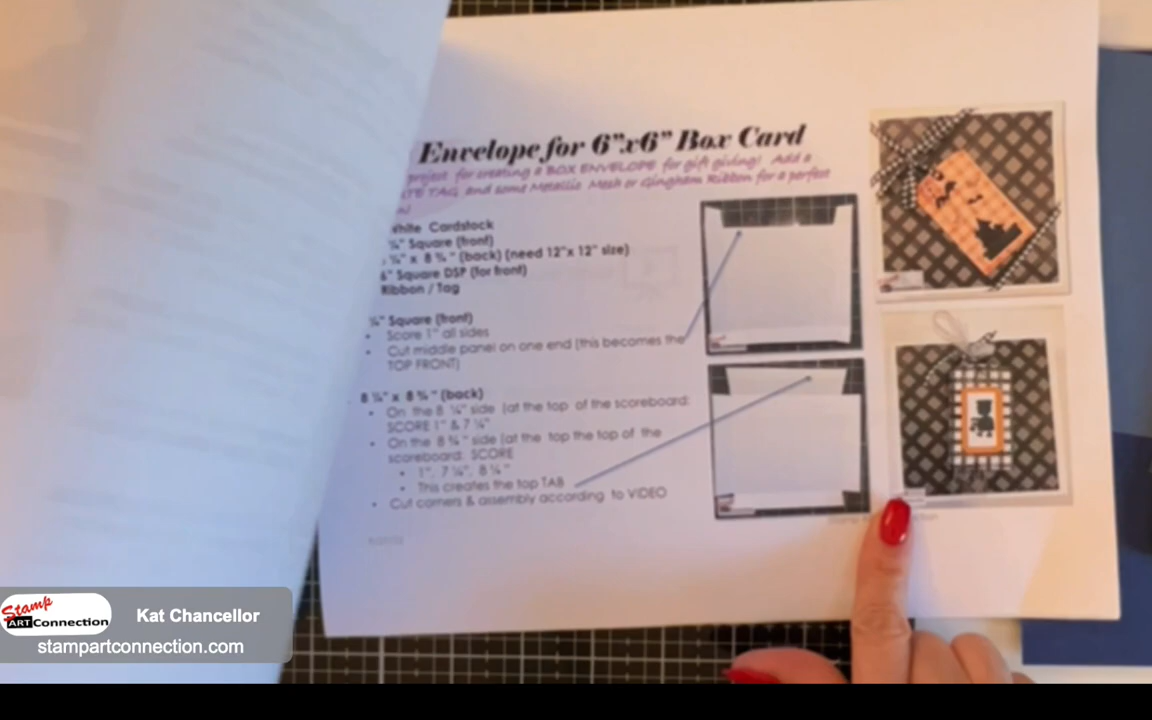 Envelope for 6”x6” Box Card
project for creating a BOX ENVELOPE for gift giving! Add a
TAG and some Metallic Mesh or Gingham Ribbon for a perfect
White Cardstock
Square (front)
x 8 ¾ “ (back) (need 12”x 12” size)
6” Square DSP (for front)
Ribbon / Tag
¼” Square (front)
• Score 1” all sides
• Cut middle panel on one end (this becomes the
TOP FRONT)
8 ¼” x 8 ¾ “ (back)
• On the 8 ¼” side (at the top of the scoreboard:
SCORE 1” & 7 ¼”
• On the 8 ¾ “ side (at the top the top of the
scoreboard: SCORE
• 1”, 7 ¼”, 8 ¼ “
• This creates the top TAB
• Cut corners & assembly according to VIDEO
Stamp ART Connection
Kat Chancellor
stampartconnection.com